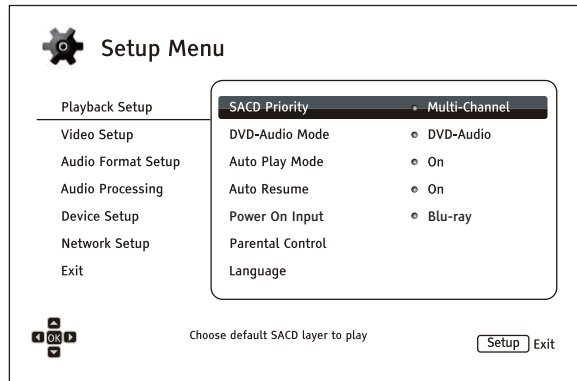 Setup Menu
Playback Setup
Video Setup
Audio Format Setup
Audio Processing
Device Setup
Network Setup
Exit
SACD Priority Multi-Channel
DVD-Audio Mode DVD-Audio
Auto Play Mode On
Auto Resume On
Power On Input Blu-ray
Parental Control
Language
OK
Choose default SACD layer to play
Setup Exit